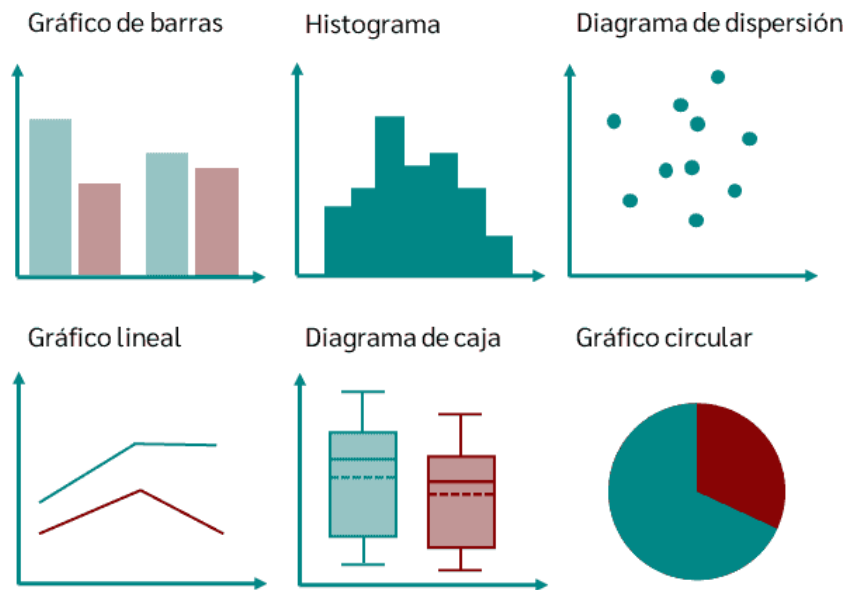 Gráfico de barras
Histograma
Diagrama de dispersión
Gráfico lineal
Diagrama de caja
Gráfico circular